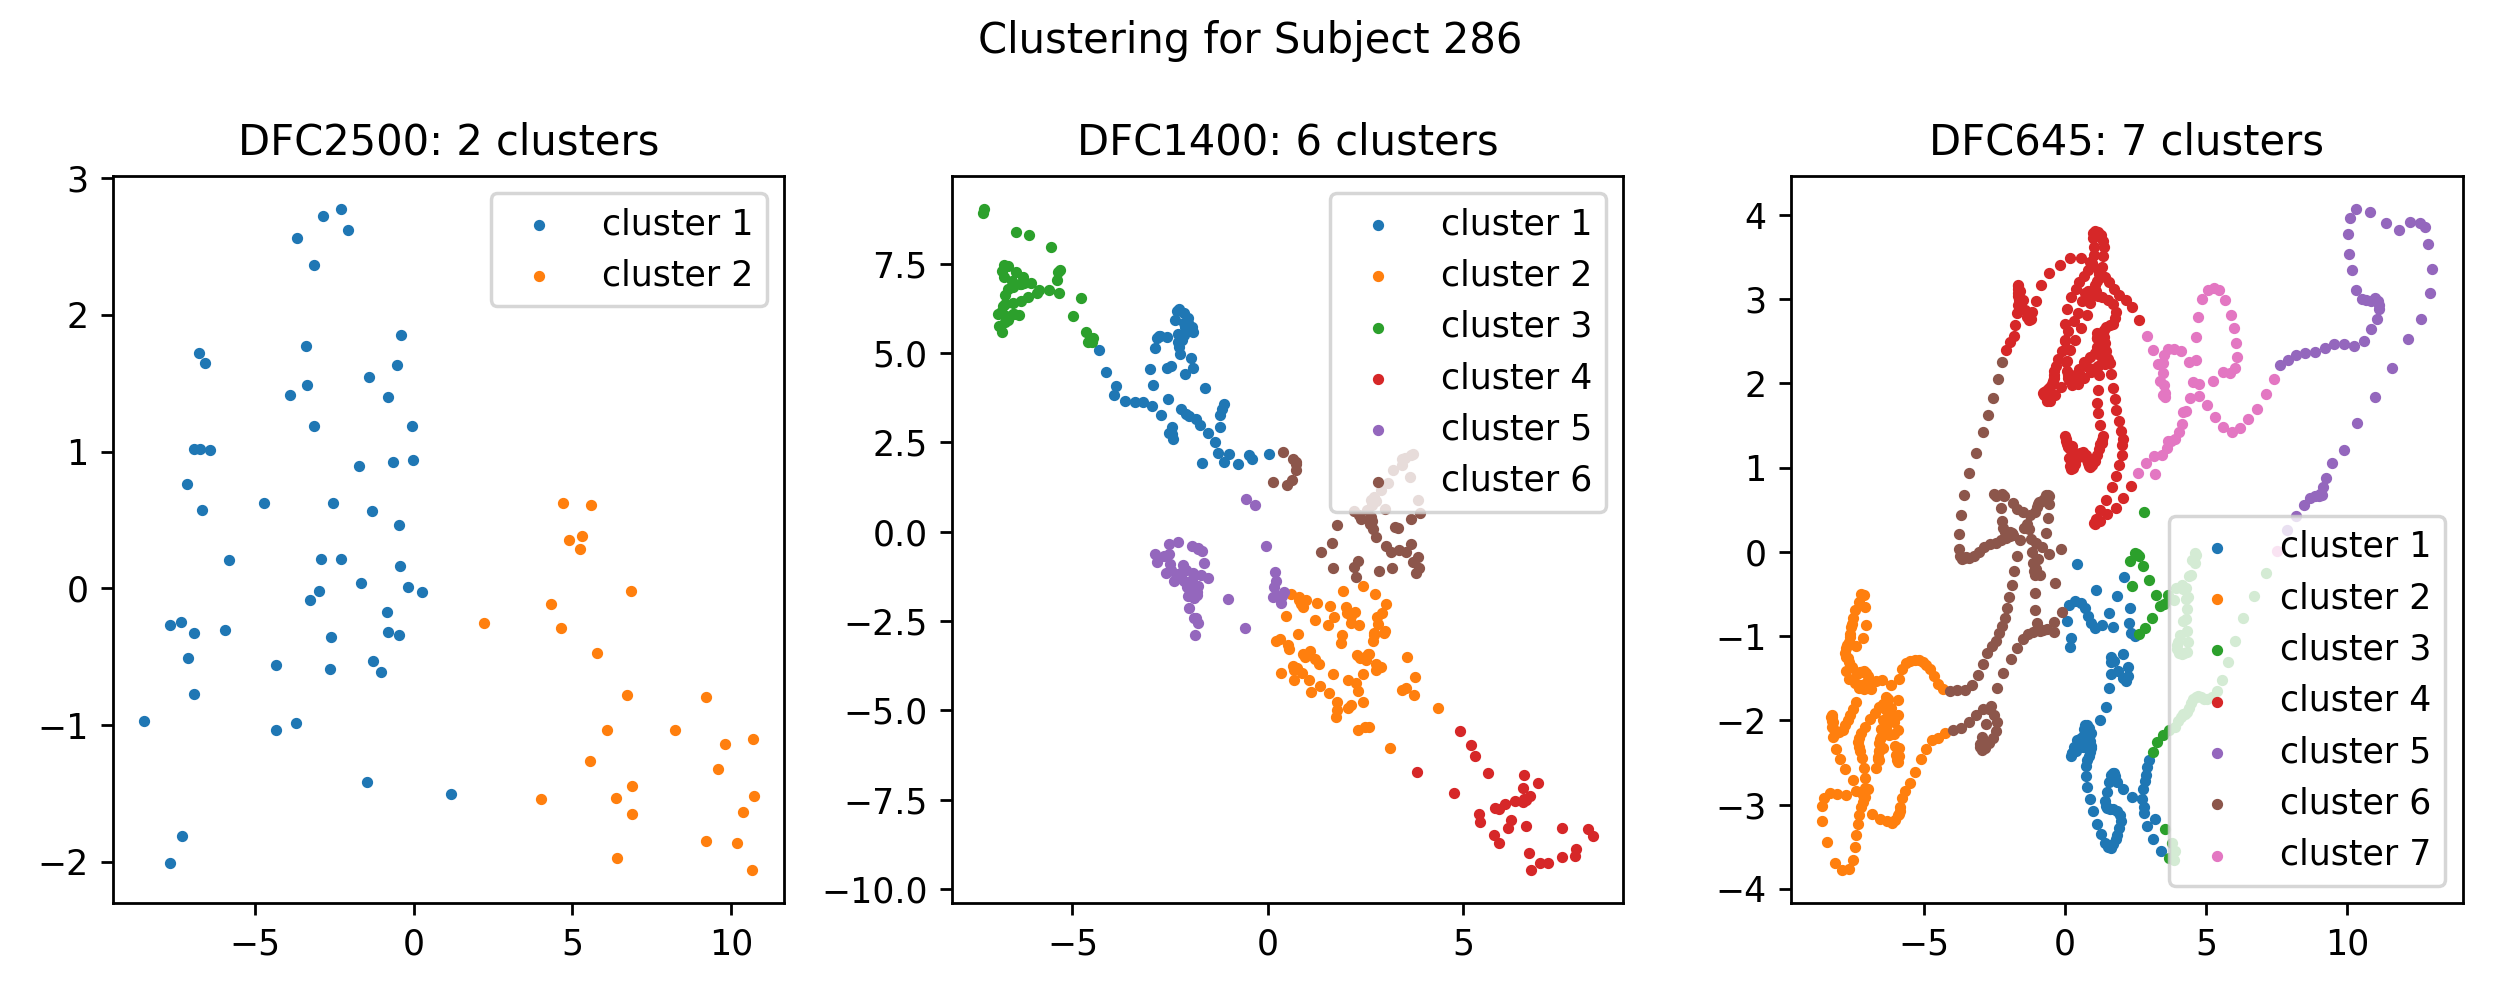 Clustering for Subject 286
DFC2500: 2 clusters
3
2
1
0
−1
−2
−5
0
5
10
cluster 1
cluster 2
DFC1400: 6 clusters
7.5
5.0
2.5
0.0
−2.5
−5.0
−7.5
−10.0
−5
0
5
cluster 1
cluster 2
cluster 3
cluster 4
cluster 5
cluster 6
DFC645: 7 clusters
4
3
2
1
0
−1
−2
−3
−4
−5
0
5
10
cluster 1
cluster 2
cluster 3
cluster 4
cluster 5
cluster 6
cluster 7